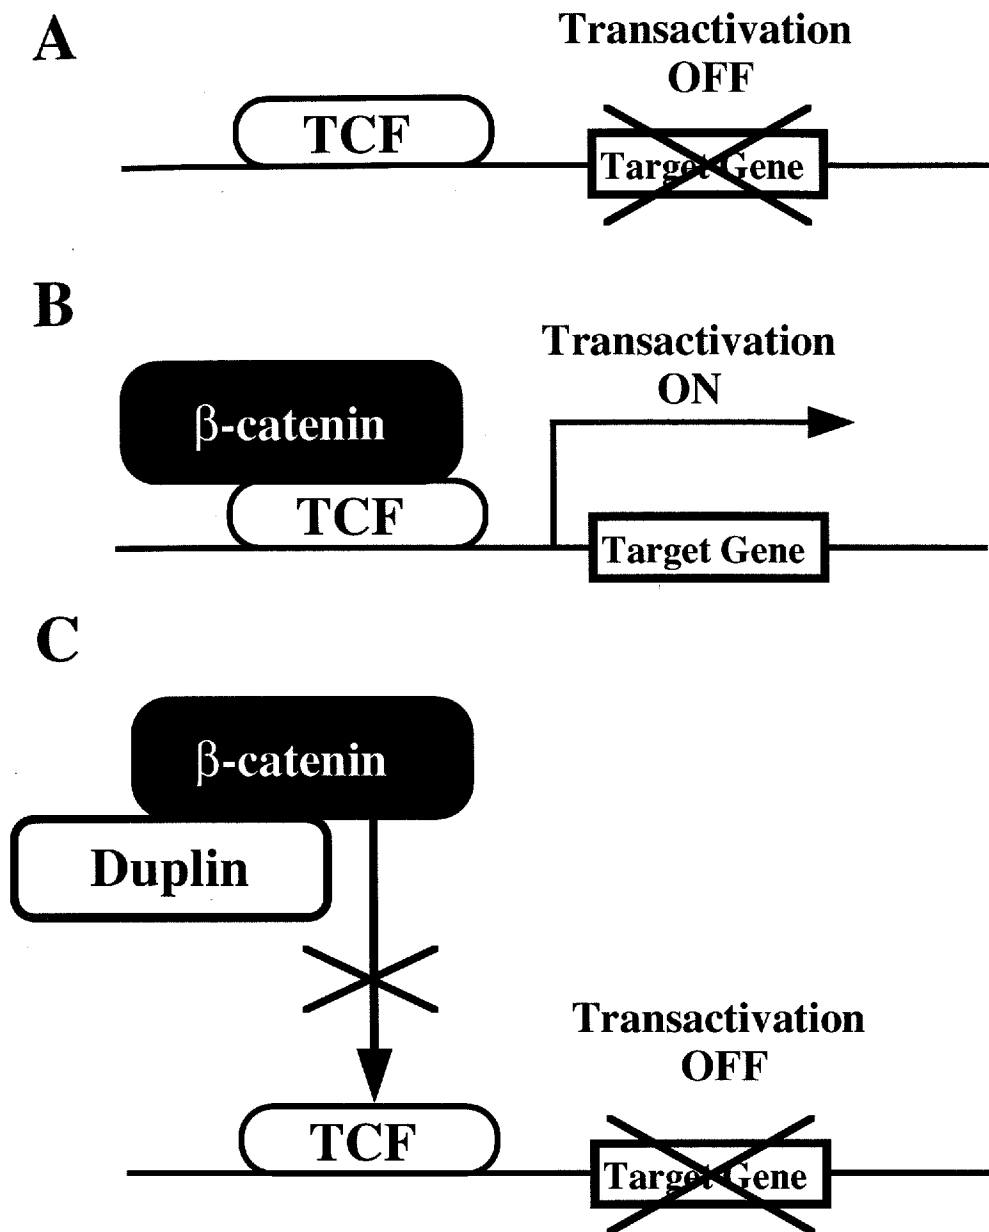 A
Transactivation
OFF
TCF
Target Gene
B
Transactivation
ON
β-catenin
TCF
Target Gene
C
β-catenin
Duplin
Transactivation
OFF
TCF
Target Gene